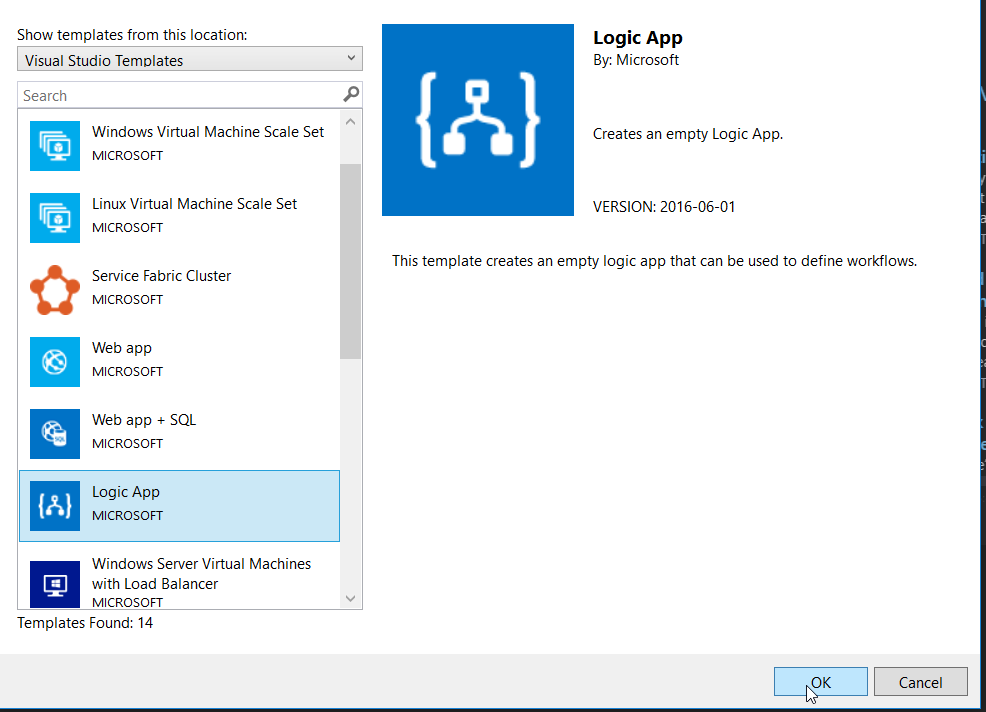 Show templates from this location:
Visual Studio Templates
Search
Windows Virtual Machine Scale Set
MICROSOFT
Linux Virtual Machine Scale Set
MICROSOFT
Service Fabric Cluster
MICROSOFT
Web app
MICROSOFT
Web app + SQL
MICROSOFT
Logic App
MICROSOFT
Windows Server Virtual Machines
with Load Balancer
MICROSOFT
Templates Found: 14
Logic App
By: Microsoft
Creates an empty Logic App.
VERSION: 2016-06-01
This template creates an empty logic app that can be used to define workflows.
OK
Cancel